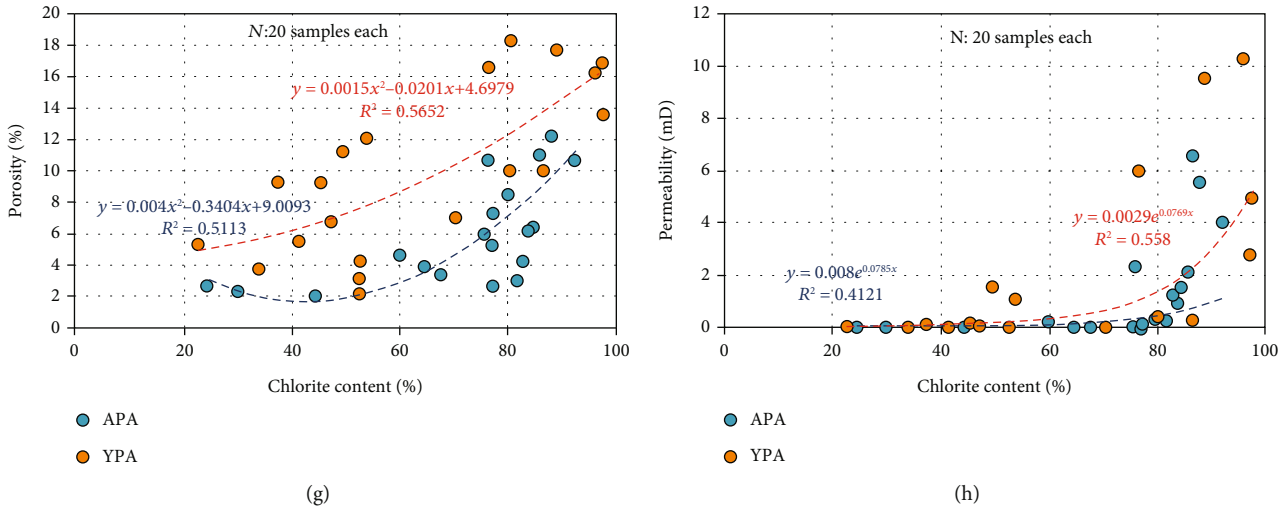 20
18
16
14
12
10
8
6
4
2
0
Porosity (%)
N:20 samples each
y = 0.0015x²–0.0201x+4.6979
R² = 0.5652
y = 0.004x²–0.3404x+9.0093
R² = 0.5113
0 20 40 60 80 100
Chlorite content (%)
APA
YPA
(g)
12
10
8
6
4
2
0
Permeability (mD)
N: 20 samples each
y = 0.0029e^0.0769x
R² = 0.558
y = 0.008e^0.0785x
R² = 0.4121
0 20 40 60 80 100
Chlorite content (%)
APA
YPA
(h)